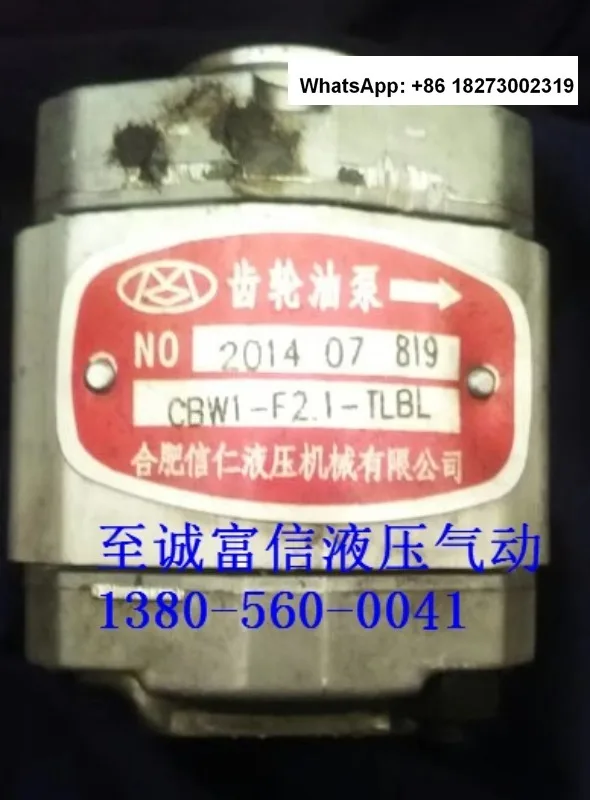 WhatsApp: +86 18273002319
齿轮油泵
NO 2014 07 819
CBW1-F2.1-TLBL
合肥信仁液压机械有限公司
至诚富信液压气动
1380-560-0041